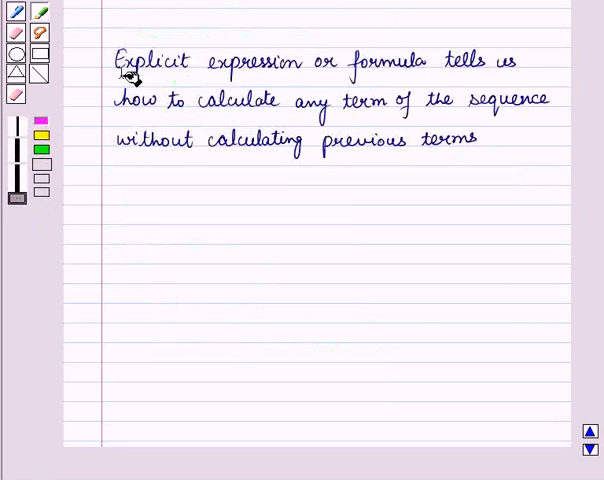 Explicit expression or formula tells us
how to calculate any term of the sequence
without calculating previous terms